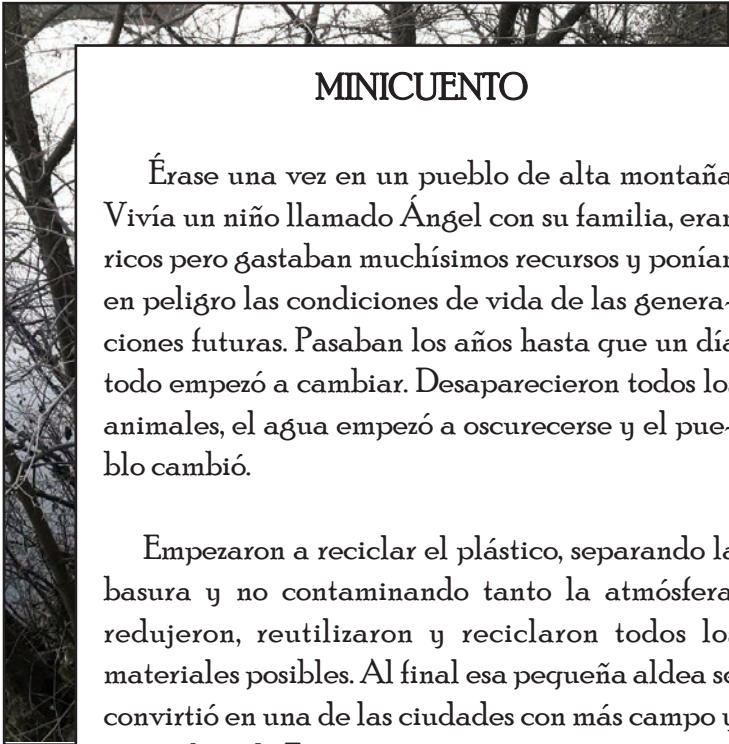 MINICUENTO
Érase una vez en un pueblo de alta montaña
Vivía un niño llamado Ángel con su familia, eran
ricos pero gastaban muchísimos recursos y ponían
en peligro las condiciones de vida de las genera-
ciones futuras. Pasaban los años hasta que un día
todo empezó a cambiar. Desaparecieron todos los
animales, el agua empezó a oscurecerse y el pue-
blo cambió.
Empezaron a reciclar el plástico, separando la
basura y no contaminando tanto la atmósfera
redujeron, reutilizaron y reciclaron todos los
materiales posibles. Al final esa pequeña aldea se
convirtió en una de las ciudades con más campo y